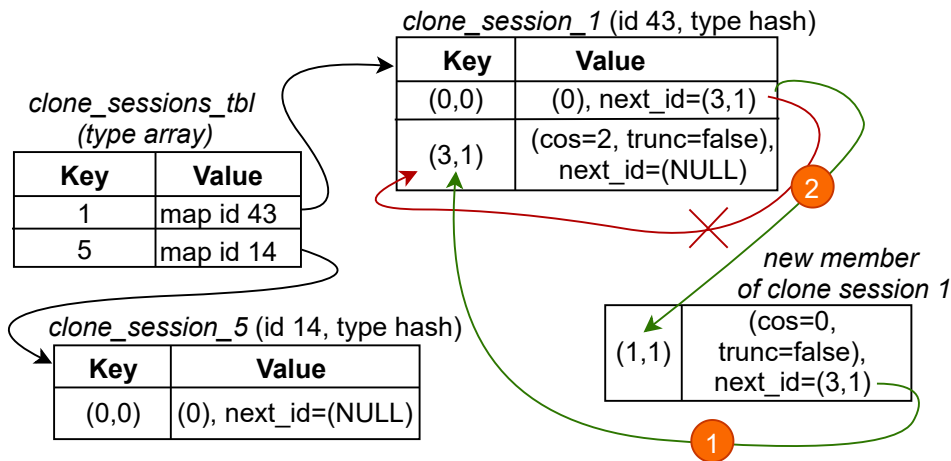 clone_session_1 (id 43, type hash)
Key Value
(0,0) (0), next_id=(3,1)
(3,1) (cos=2, trunc=false),
next_id=(NULL)
clone_sessions_tbl
(type array)
Key Value
1 map id 43
5 map id 14
2
new member
of clone session 1
(1,1) (cos=0,
trunc=false),
next_id=(3,1)
clone_session_5 (id 14, type hash)
Key Value
(0,0) (0), next_id=(NULL)
1